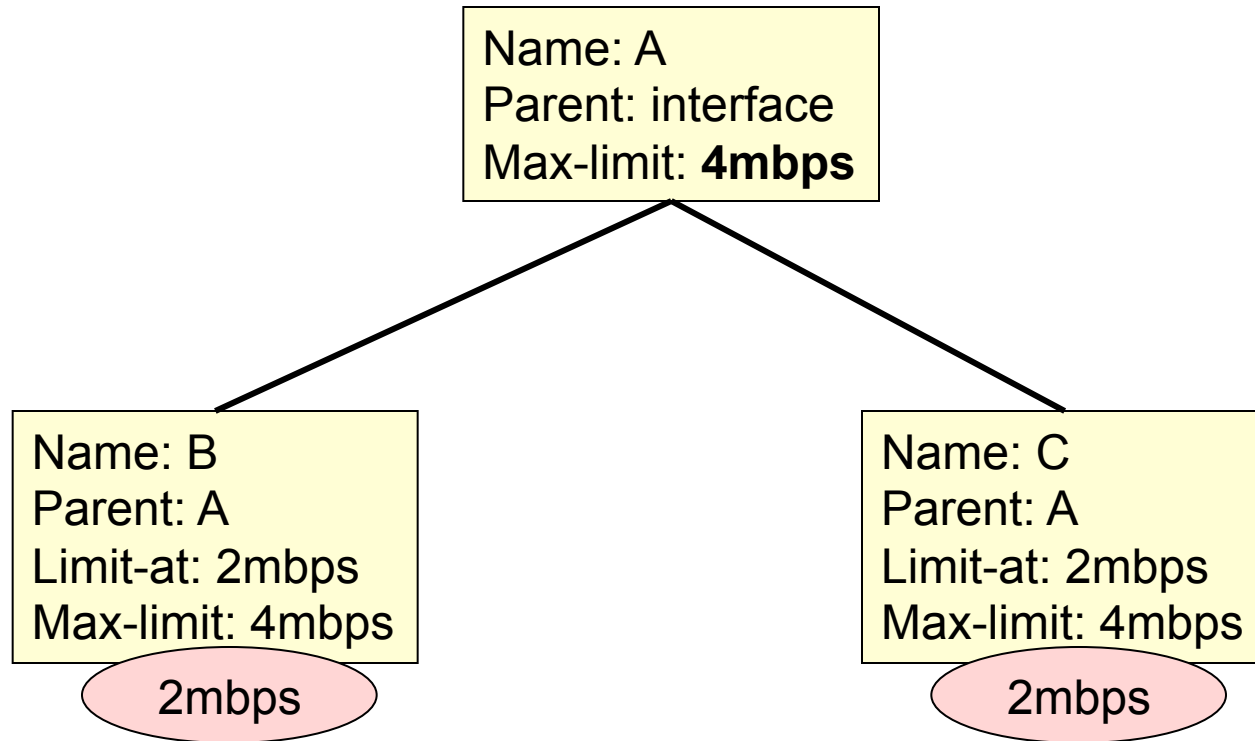 Name: A
Parent: interface
Max-limit: 4mbps
Name: B
Parent: A
Limit-at: 2mbps
Max-limit: 4mbps
2mbps
Name: C
Parent: A
Limit-at: 2mbps
Max-limit: 4mbps
2mbps